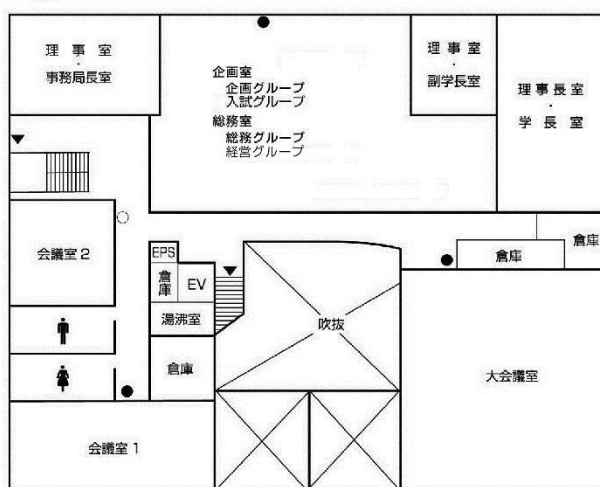 理事室
・
事務局長室
企画室
企画グループ
入試グループ
総務室
総務グループ
経営グループ
理事室
・
副学長室
理事長室
・
学長室
会議室2
EPS
倉庫
EV
湯沸室
倉庫
吹抜
倉庫
倉庫
大会議室
会議室1